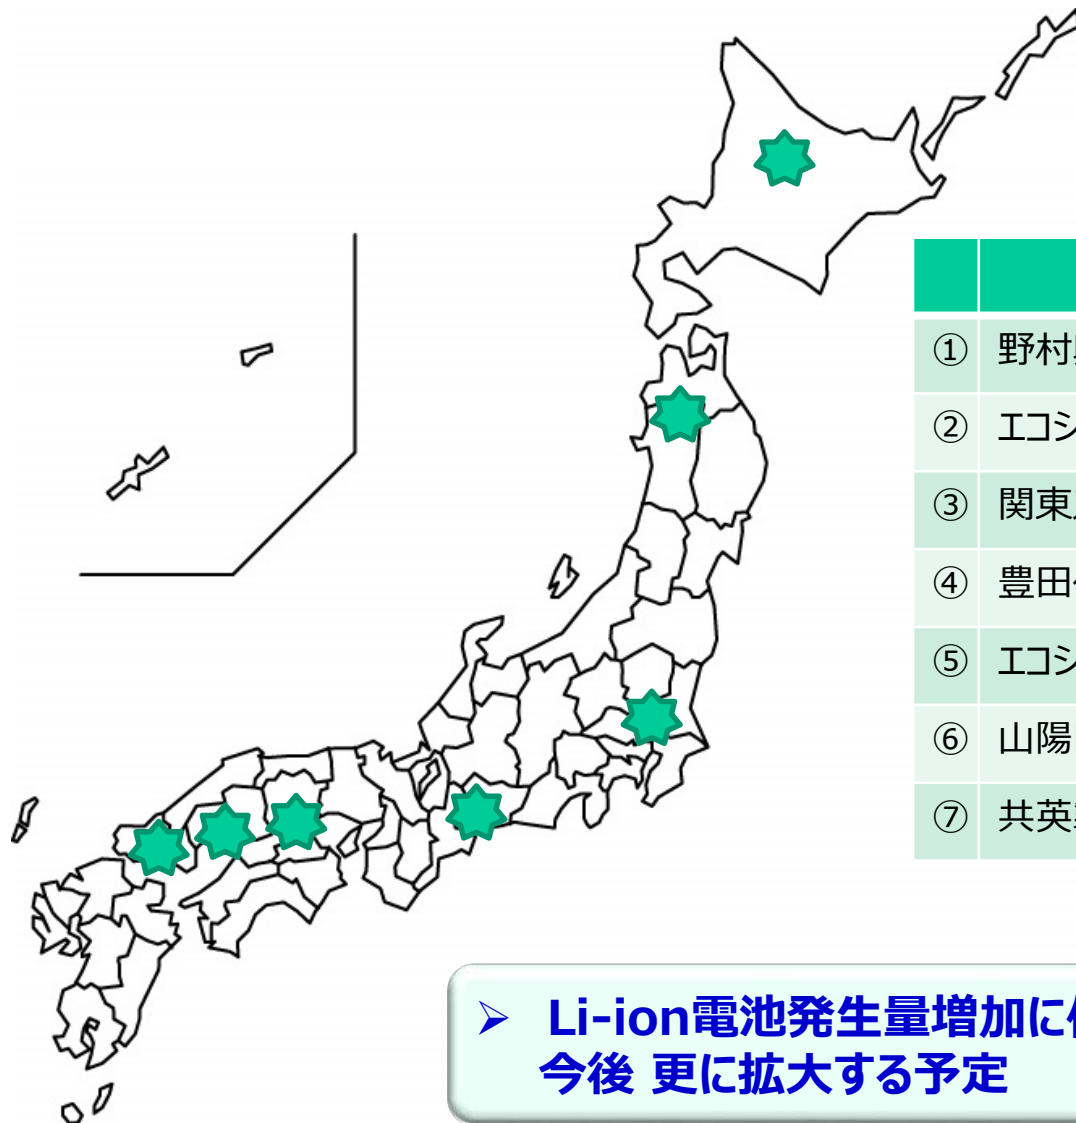 ① 野村
② エコシ
③ 関東
④ 豊田
⑤ エコシ
⑥ 山陽
⑦ 共英
➢ Li-ion電池発生量増加に
今後 更に拡大する予定